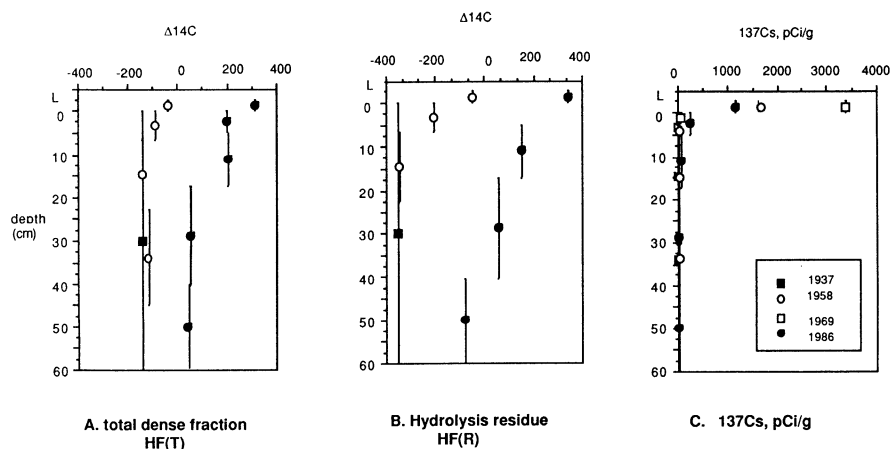 Δ14C
-400 -200 0 200 400
L
0
10
20
30
40
50
60
depth
(cm)
A. total dense fraction
HF(T)
Δ14C
-400 -200 0 200 400
L
0
10
20
30
40
50
60
B. Hydrolysis residue
HF(R)
137Cs, pCi/g
0 1000 2000 3000 4000
L
0
10
20
30
40
50
60
1937
1958
1969
1986
C. 137Cs, pCi/g